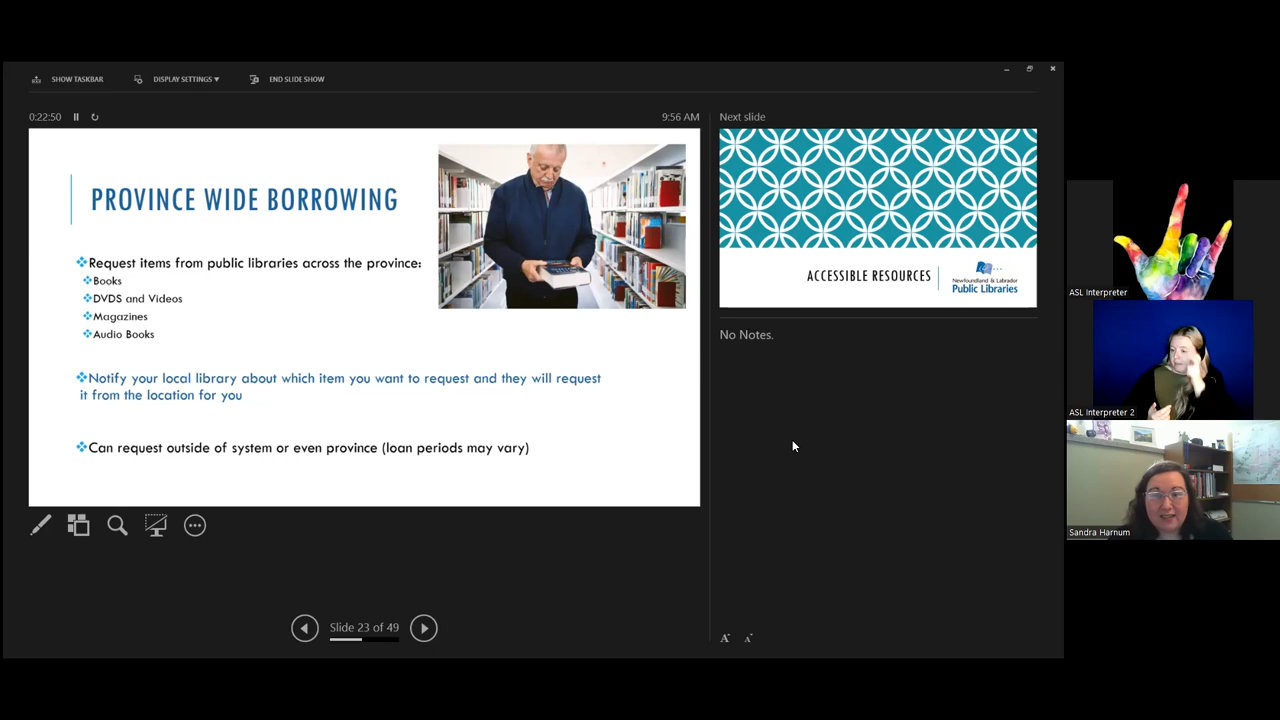 SHOW TASKBAR
DISPLAY SETTINGS ▼
END SLIDE SHOW
0:22:50
9:56 AM
PROVINCE WIDE BORROWING
Request items from public libraries across the province:
Books
DVDS and Videos
Magazines
Audio Books
Notify your local library about which item you want to request and they will request
it from the location for you
Can request outside of system or even province (loan periods may vary)
Slide 23 of 49
Next slide
ACCESSIBLE RESOURCES
Newfoundland & Labrador
Public Libraries
No Notes.
A
A
ASL Interpreter
ASL Interpreter 2
Sandra Harnum